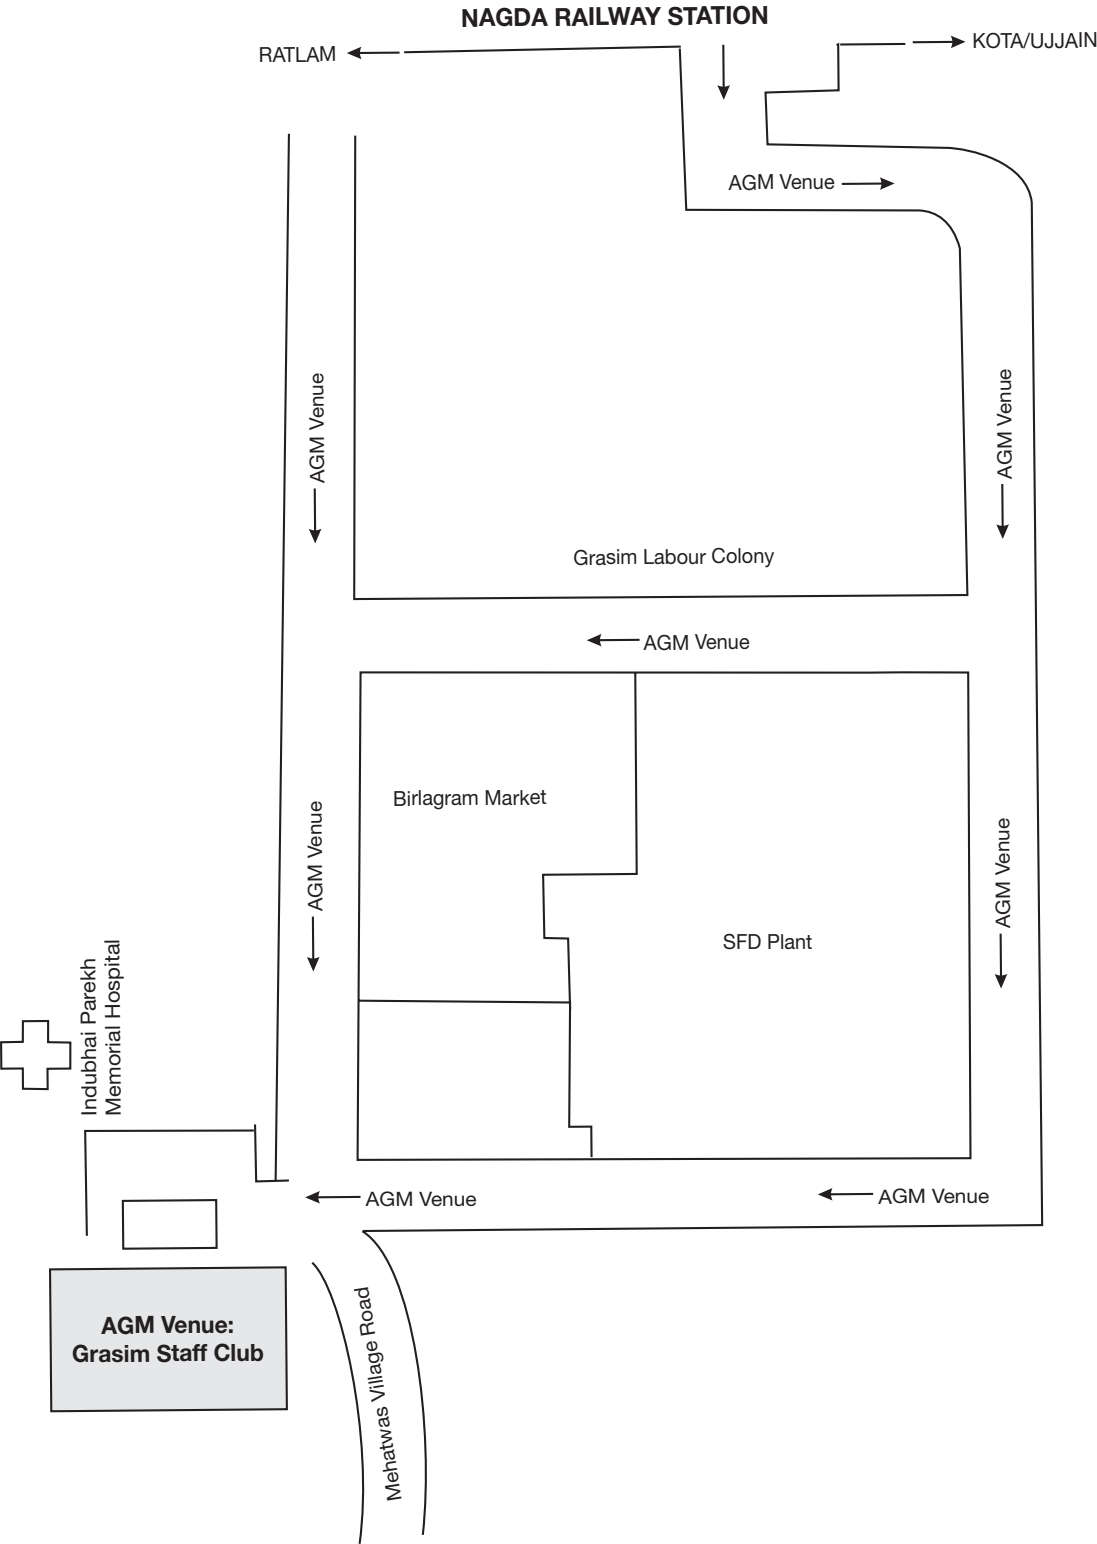 NAGDA RAILWAY STATION
RATLAM
KOTA/UJJAIN
AGM Venue
AGM Venue
AGM Venue
Grasim Labour Colony
AGM Venue
Birlagram Market
AGM Venue
AGM Venue
SFD Plant
Indubhai Parekh
Memorial Hospital
AGM Venue
AGM Venue
AGM Venue:
Grasim Staff Club
Mehatwas Village Road